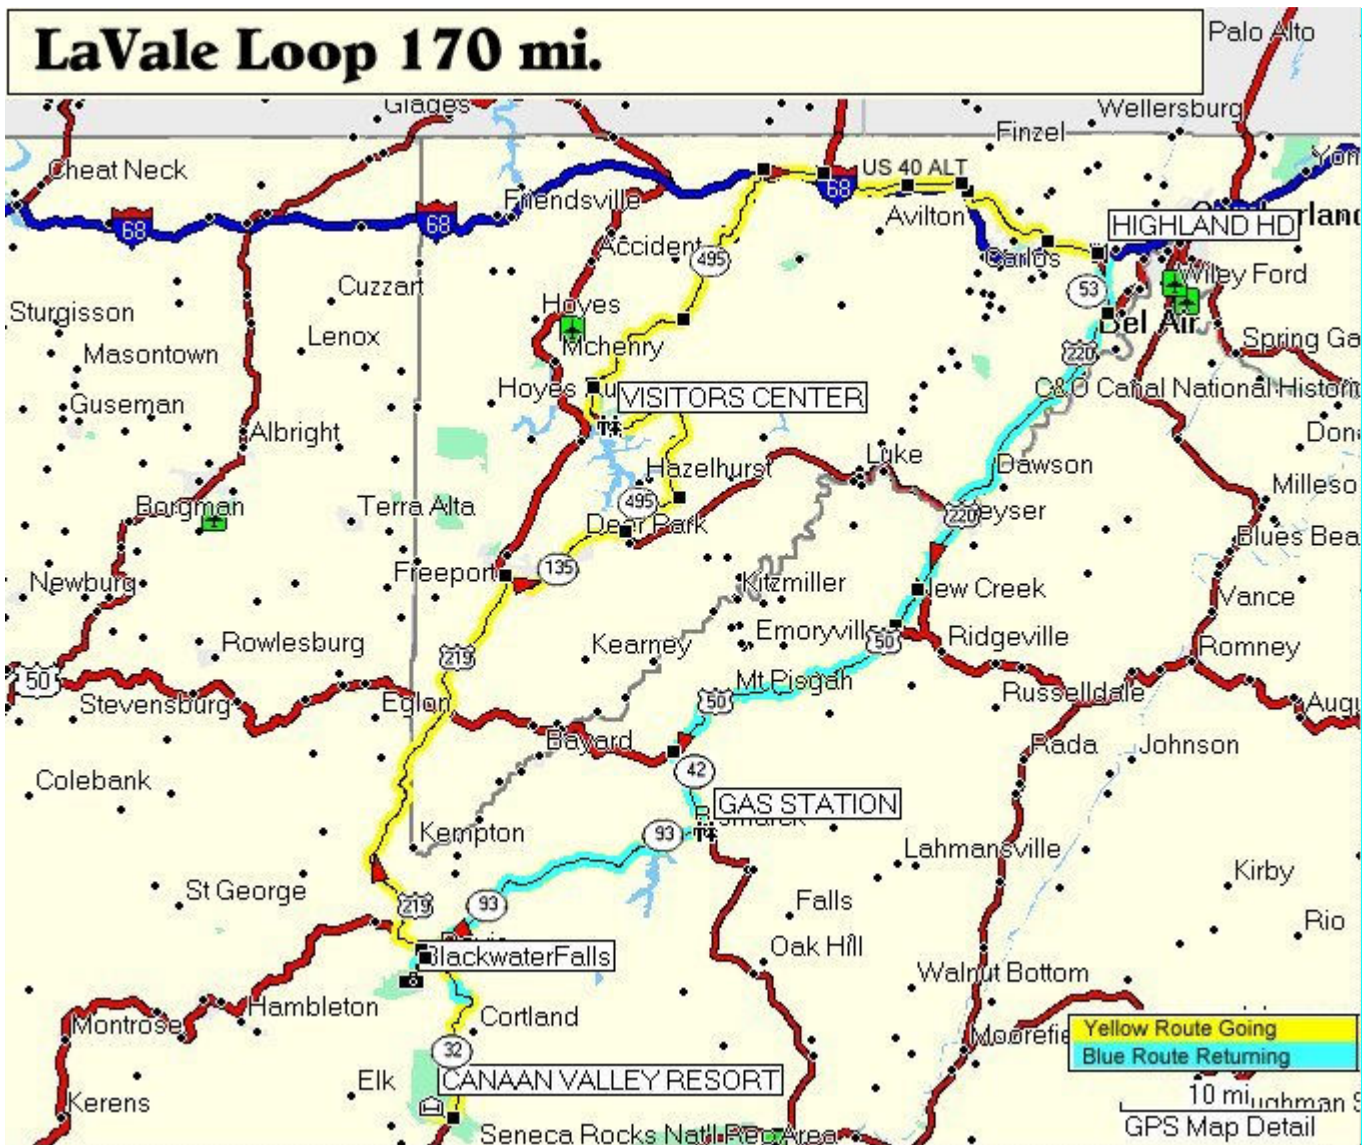 LaVale Loop 170 mi.
Palo Alto
Glades
Wellersburg
Finzel
Cheat Neck
US 40 ALT
68
68
68
Friendsville
Avilton
HIGHLAND HD
Accident
Carlos
495
Cuzzart
53
Wiley Ford
Hoyes
Sturgisson
Lenox
Bel Air
Mchenry
220
Spring Ga
Masontown
VISITORS CENTER
C&O Canal National Histori
Guseman
Albright
Luke
Dawson
Hazelhurst
Milleso
Borgman
Terra Alta
495
Deer Park
220
eyser
Blues Bea
Freeport
135
Newburg
Kitzmiller
New Creek
Vance
Rowlesburg
Kearney
Emoryville
50
Ridgeville
Romney
219
50
Stevensburg
Eglon
Mt Pisgah
50
Russelldale
Augu
Bayard
Rada
Johnson
Colebank
42
GAS STATION
Kempton
93
Lahmansville
Kirby
St George
219
93
Falls
Rio
BlackwaterFalls
Oak Hill
Walnut Bottom
Hambleton
Cortland
Montrose
Moorefie
Yellow Route Going
Blue Route Returning
32
Elk
CANAAN VALLEY RESORT
10 mi
ughman S
Kerens
Seneca Rocks Nat'l Rec Area
GPS Map Detail